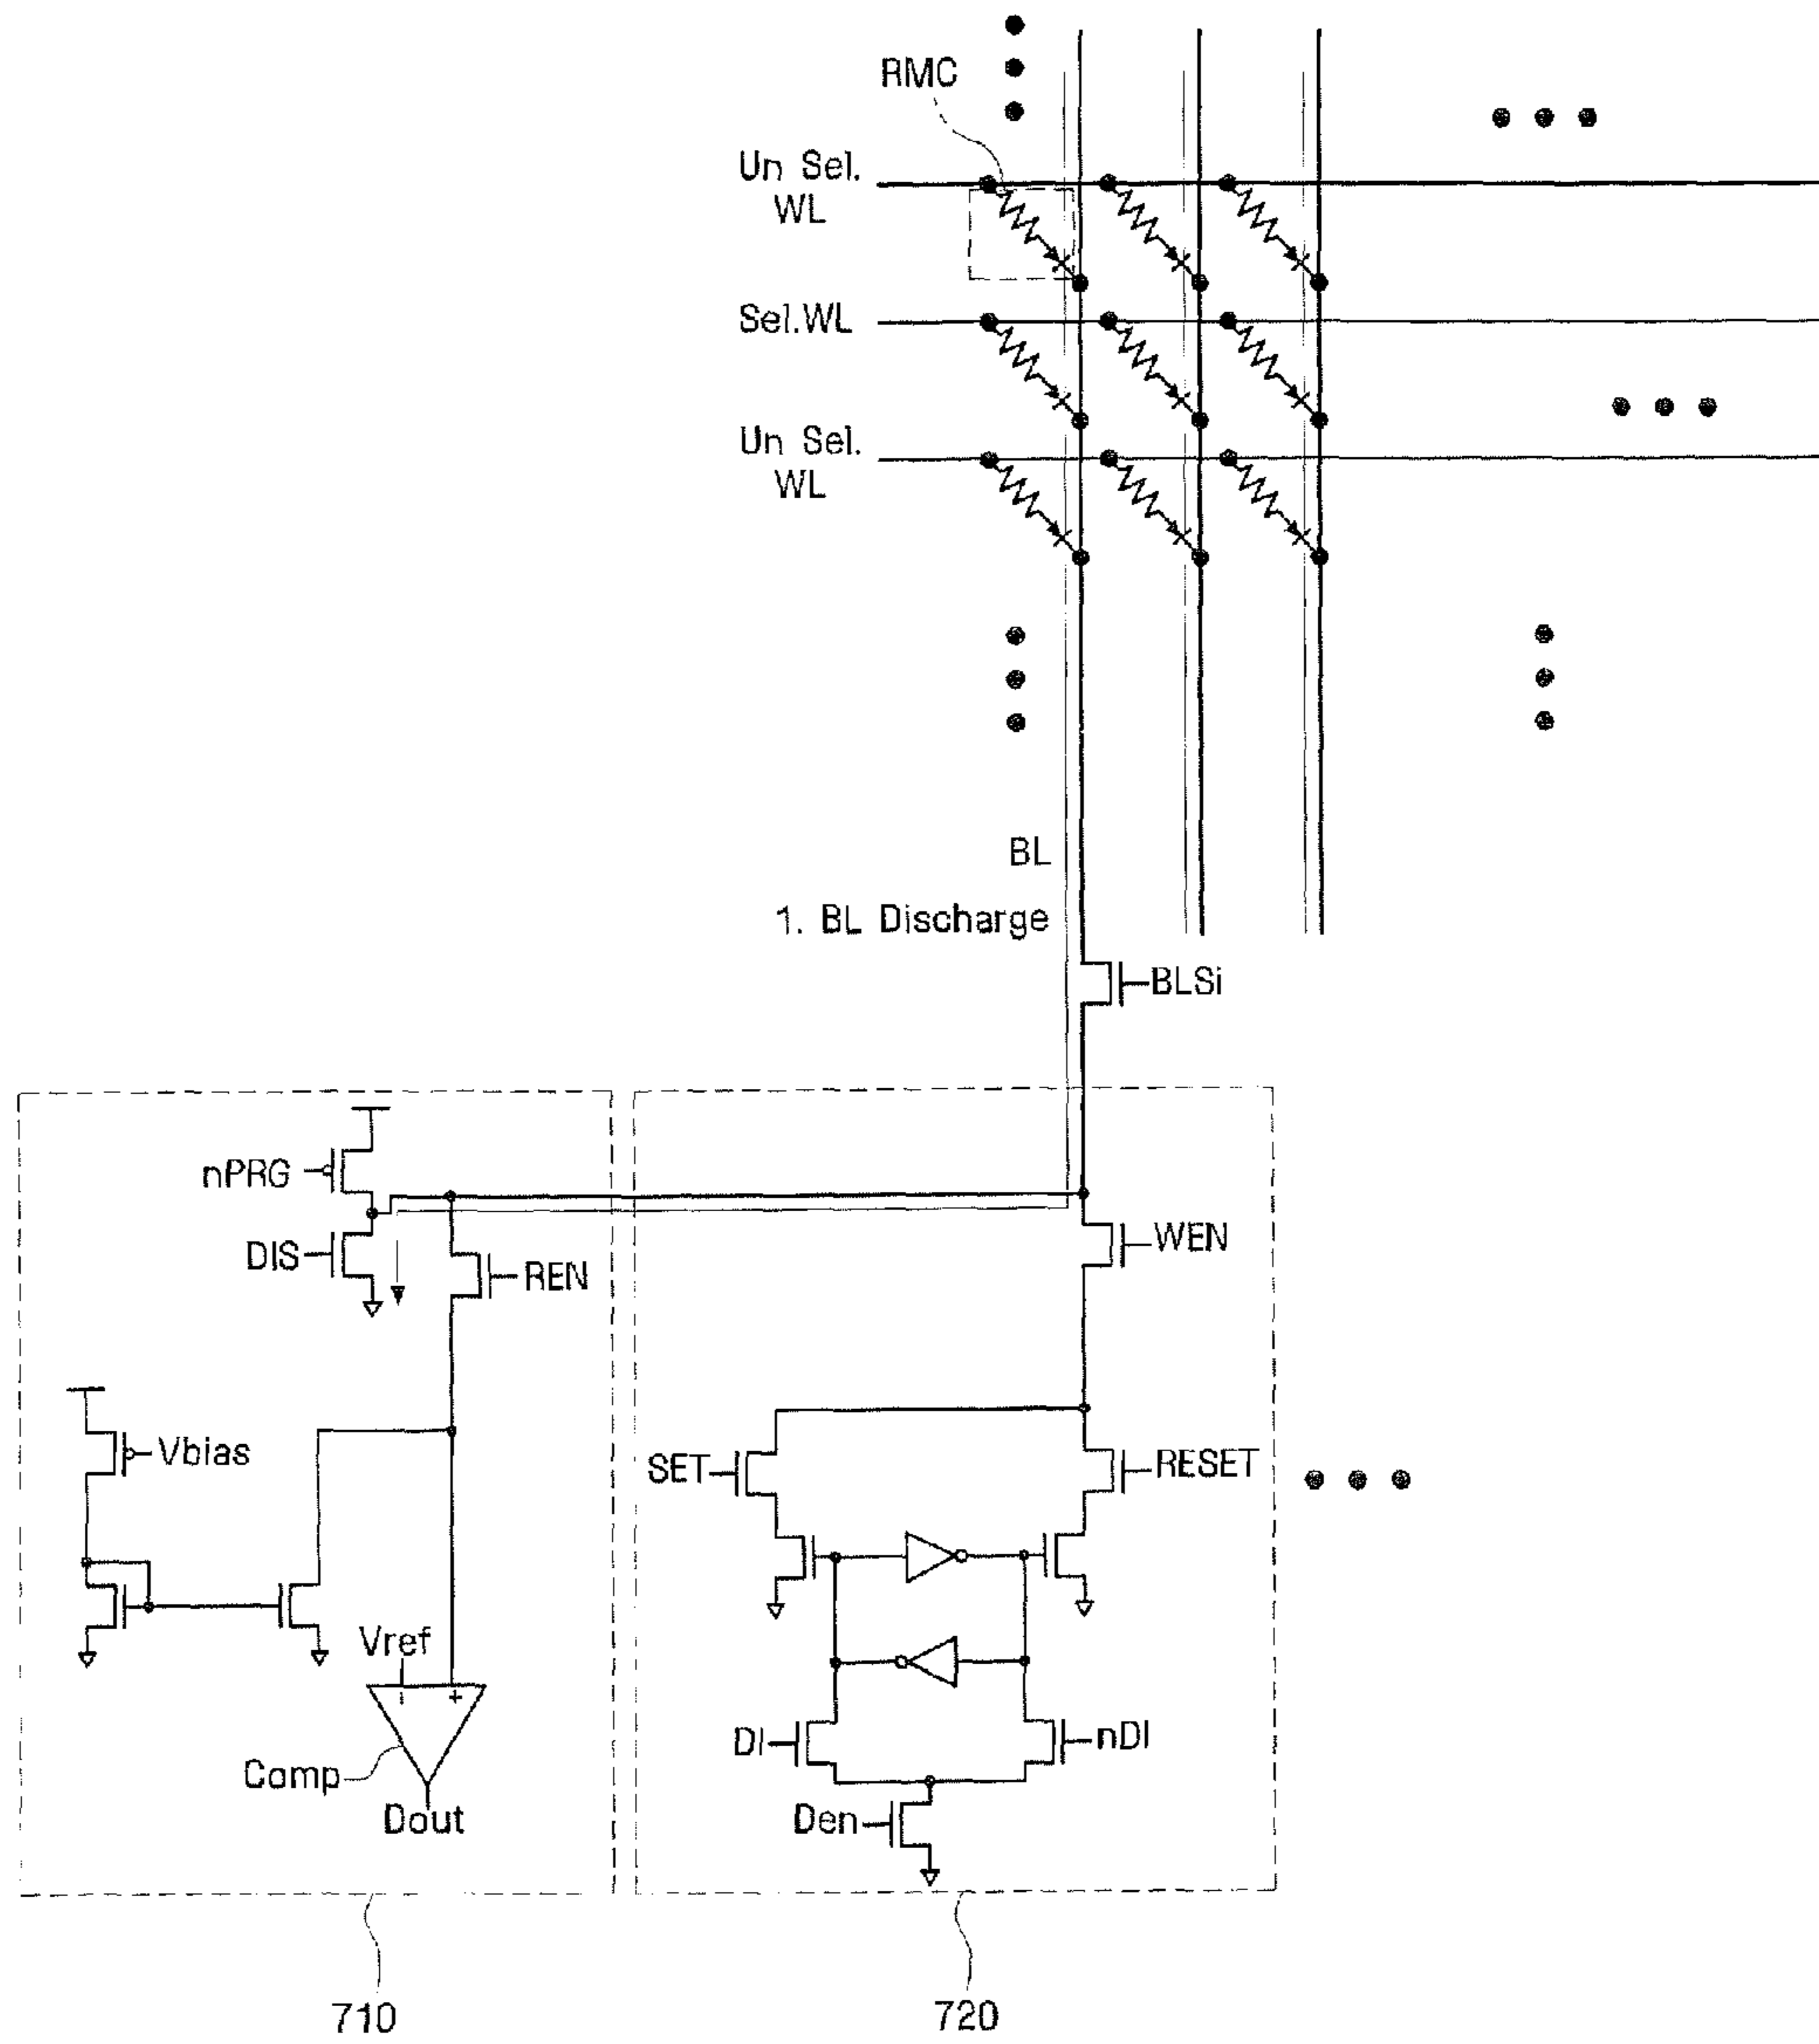 RMC
Un Sel.
WL
Sel.WL
Un Sel.
WL
BL
1. BL Discharge
BLSi
nPRG
DIS
REN
WEN
Vbias
SET
RESET
Vref
- +
Comp
Dout
DI
nDI
Den
710
720